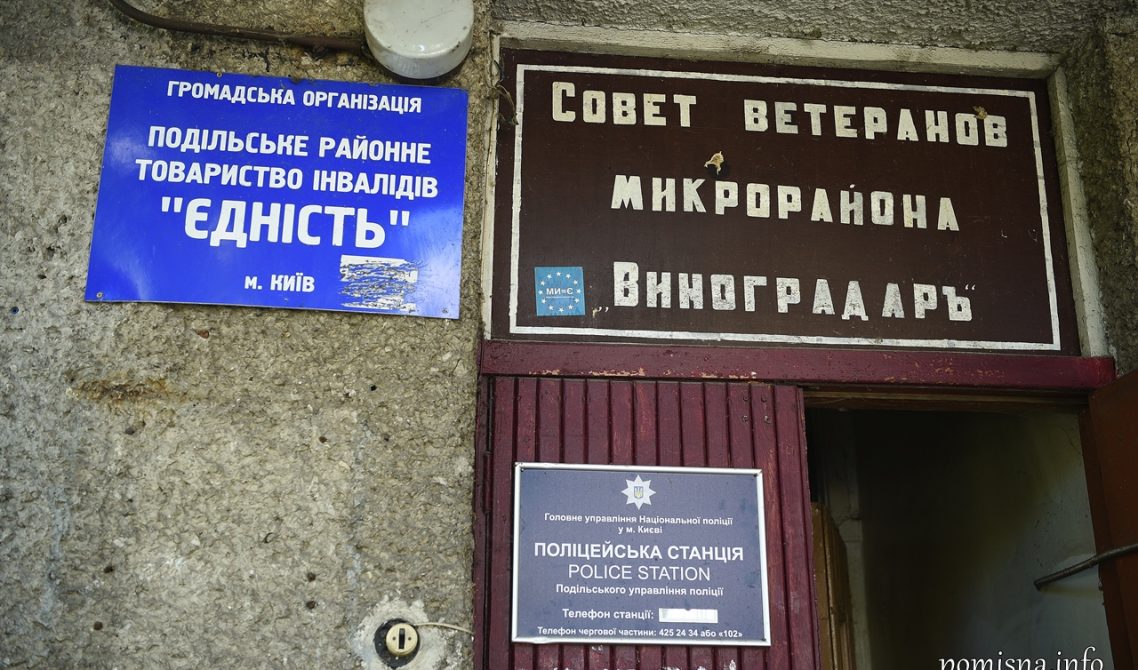 ГРОМАДСЬКА ОРГАНІЗАЦІЯ
ПОДІЛЬСЬКЕ РАЙОННЕ
ТОВАРИСТВО ІНВАЛІДІВ
"ЄДНІСТЬ"
м. КИЇВ
СОВЕТ ВЕТЕРАНОВ
МИКРОРАЙОНА
„ВИНОГРАДАРЪ“
МИ=Є
Головне управління Національної поліції
у м. Києві
ПОЛІЦЕЙСЬКА СТАНЦІЯ
POLICE STATION
Подільського управління поліції
Телефон станції:
Телефон чергової частини: 425 24 34 або «102»
pomisna.info